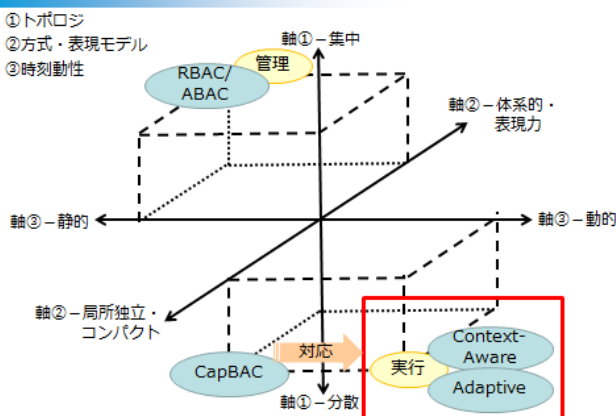 ①トポロジ
②方式・表現モデル
③時刻動性
軸①－集中
管理
RBAC/
ABAC
軸②－体系的・
表現力
軸③－静的
軸③－動的
軸②－局所独立・
コンパクト
対応
CapBAC
実行
Context-
Aware
Adaptive
軸①－分散